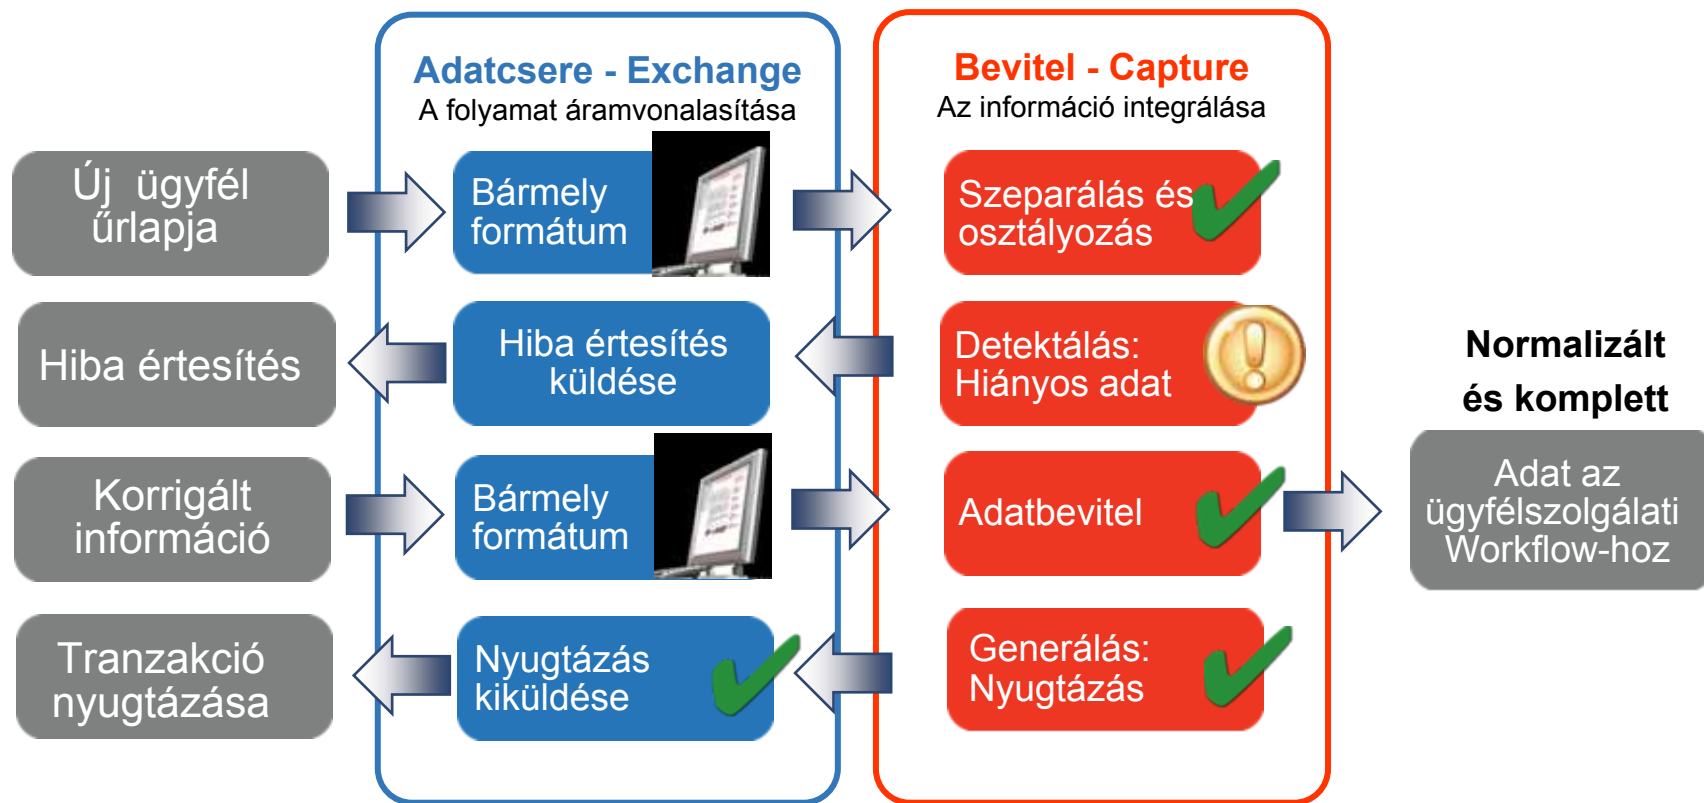 Adatcsere - Exchange
A folyamat áramvonalasítása
Bevitel - Capture
Az információ integrálása
Új ügyfél
űrlapja
Bármely
formátum
Szeparálás és
osztályozás
Hiba értesítés
Hiba értesítés
küldése
Detektálás:
Hiányos adat
Normalizált
és komplett
Korrigált
információ
Bármely
formátum
Adatbevitel
Adat az
ügyfélszolgálati
Workflow-hoz
Tranzakció
nyugtázása
Nyugtázás
kiküldése
Generálás:
Nyugtázás